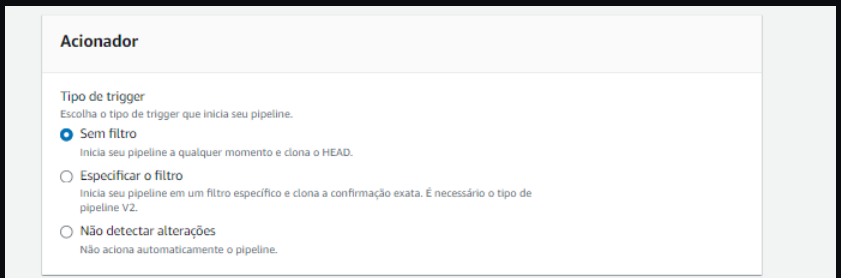 Acionador
Tipo de trigger
Escolha o tipo de trigger que inicia seu pipeline.
Sem filtro
Inicia seu pipeline a qualquer momento e clona o HEAD.
Especificar o filtro
Inicia seu pipeline em um filtro específico e clona a confirmação exata. É necessário o tipo de
pipeline V2.
Não detectar alterações
Não aciona automaticamente o pipeline.